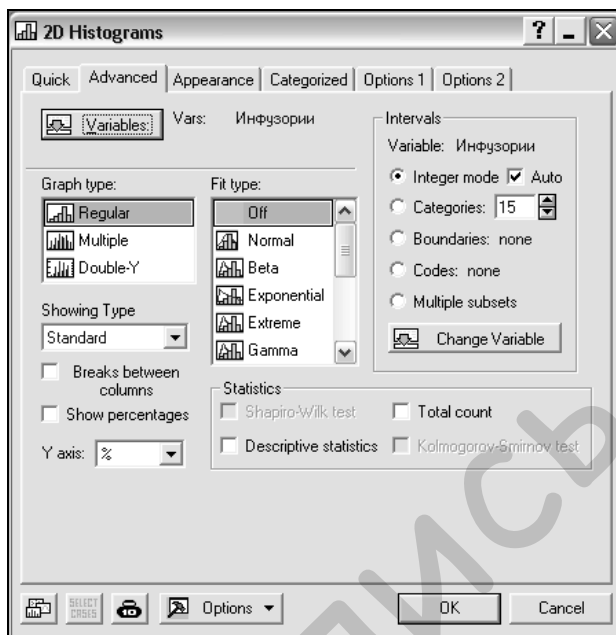 2D Histograms
Quick Advanced Appearance Categorized Options 1 Options 2
Variables: Vars: Инфузории
Intervals
Variable: Инфузории
Integer mode Auto
Categories: 15
Boundaries: none
Codes: none
Multiple subsets
Change Variable
Graph type:
Regular
Multiple
Double-Y
Fit type:
Off
Normal
Beta
Exponential
Extreme
Gamma
Showing Type
Standard
Breaks between
columns
Show percentages
Y axis: %
Statistics
Shapiro-Wilk test
Total count
Descriptive statistics
Kolmogorov-Smirnov test
SELECT
CASES
Options
OK
Cancel